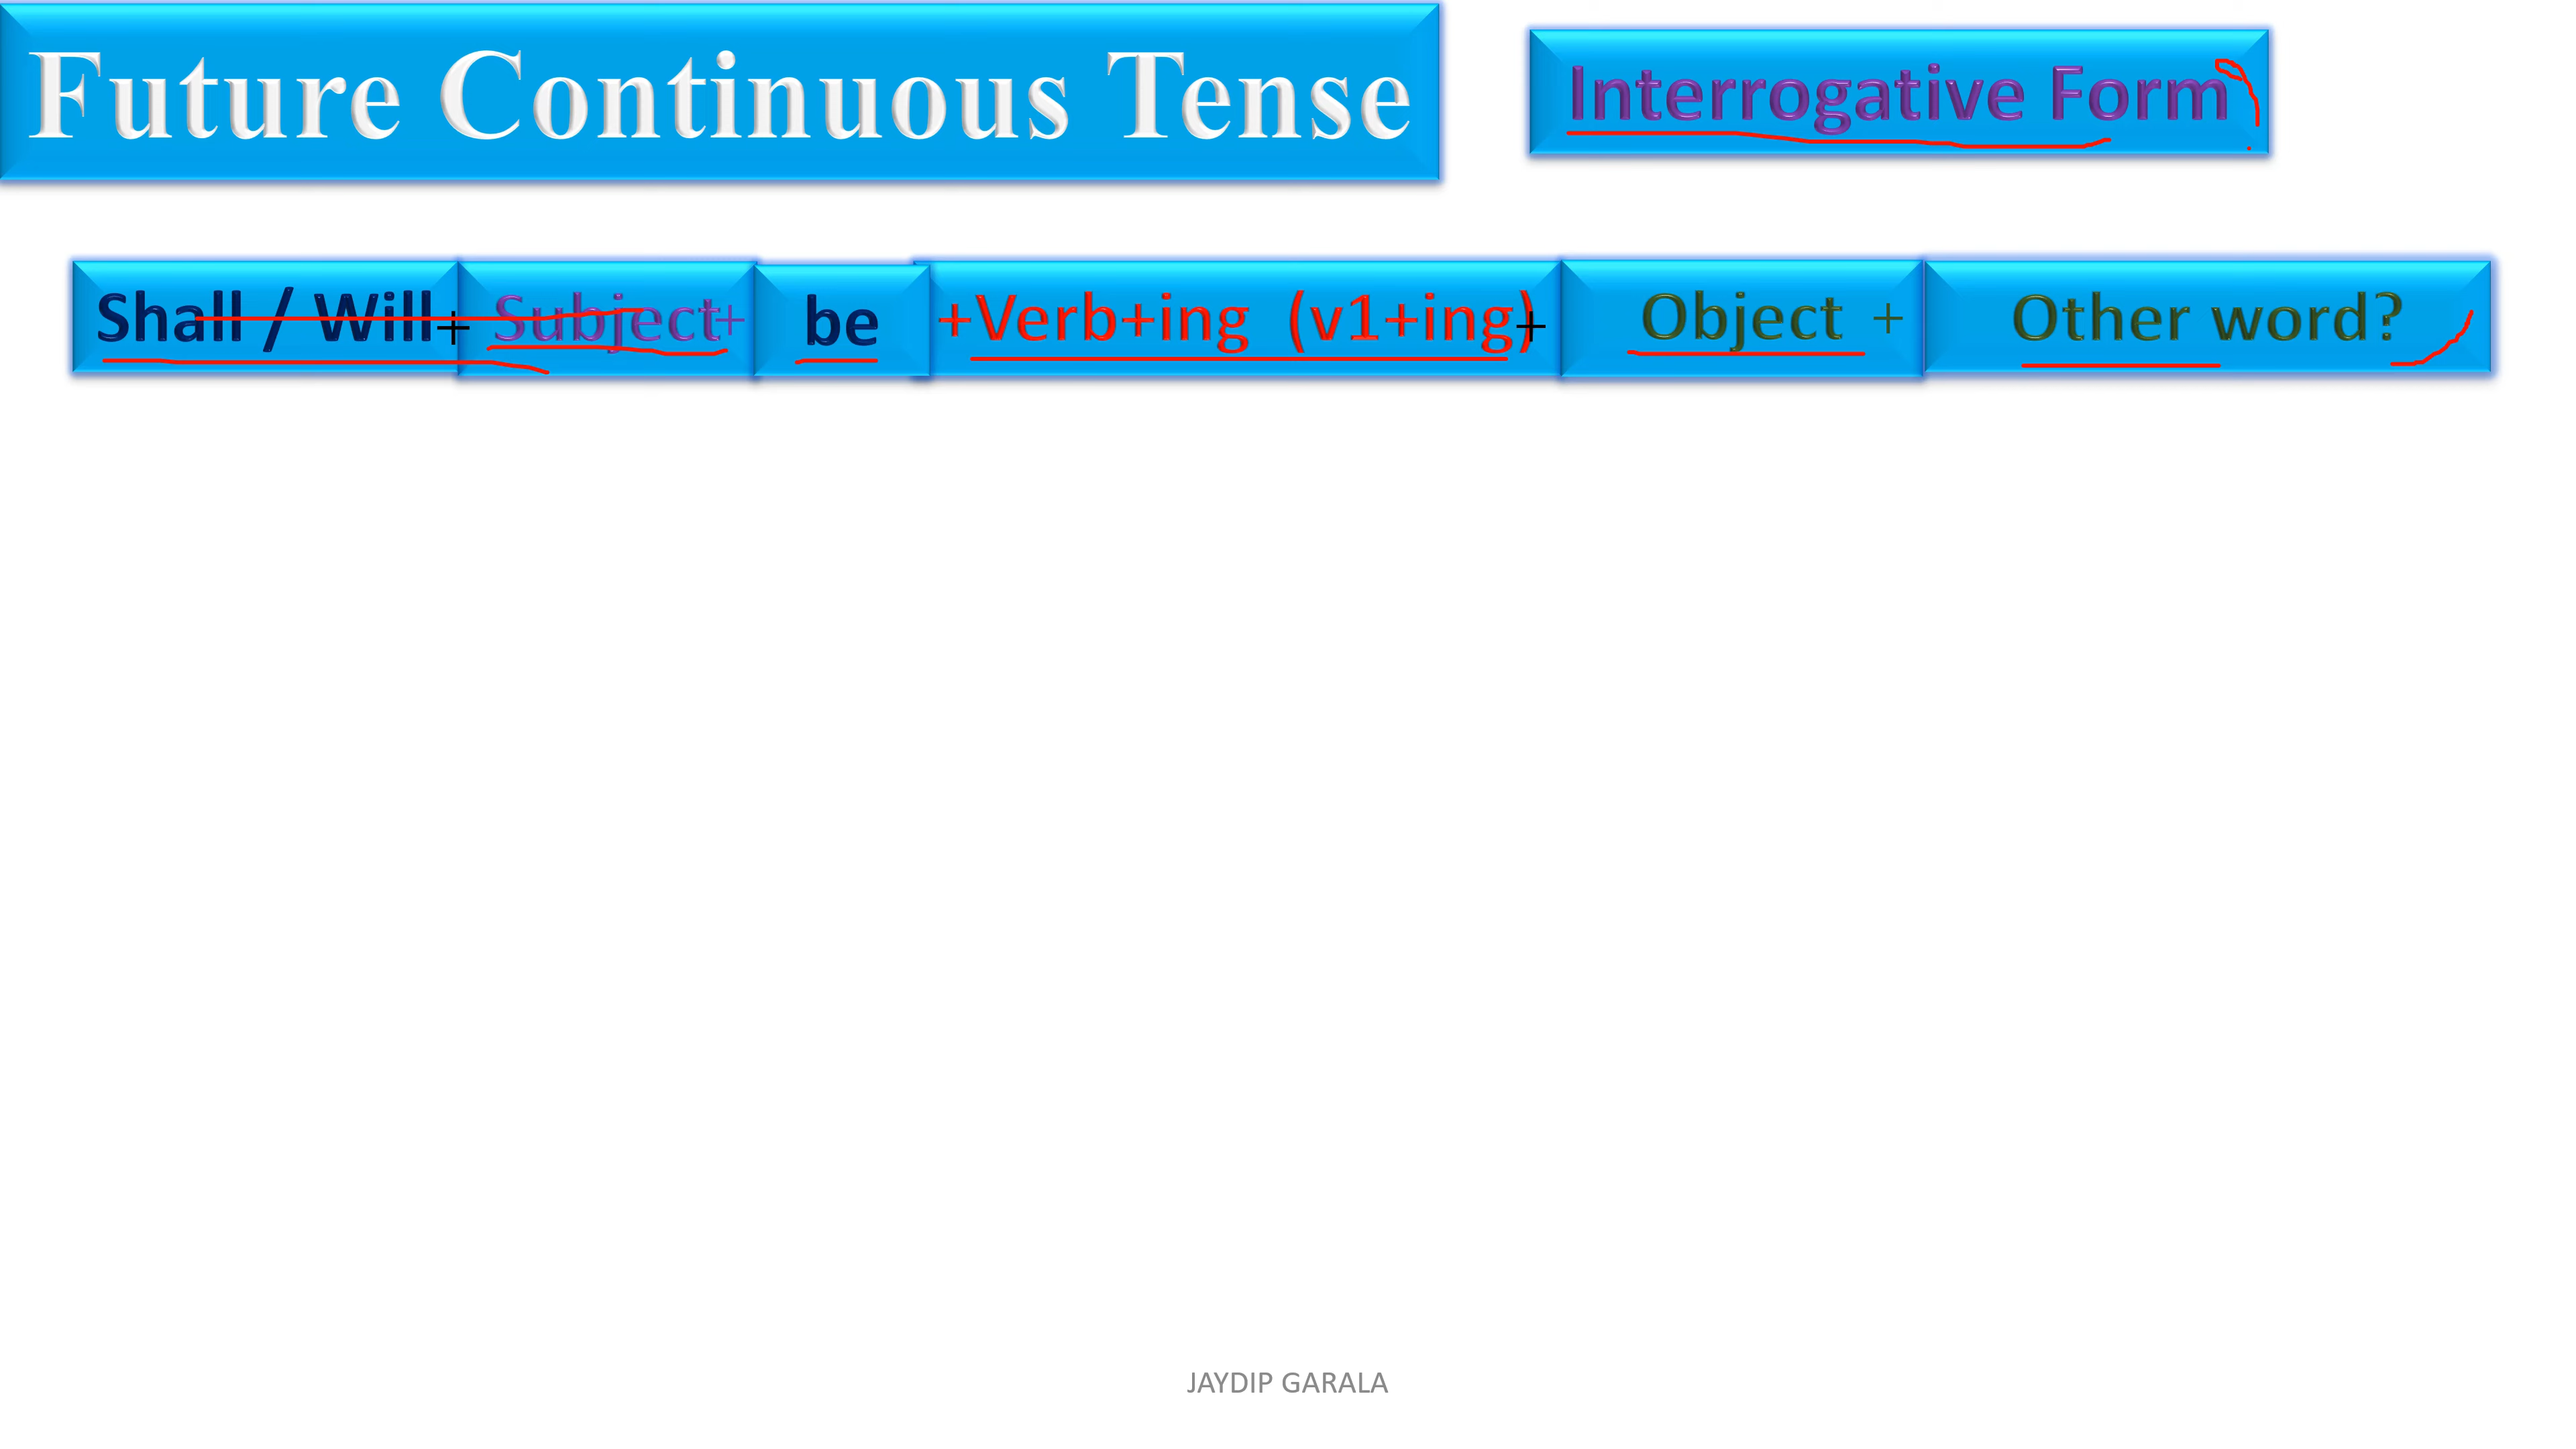 Future Continuous Tense
Interrogative Form
Shall / Will+ Subject+ be +Verb+ing (v1+ing)+ Object + Other word?
JAYDIP GARALA